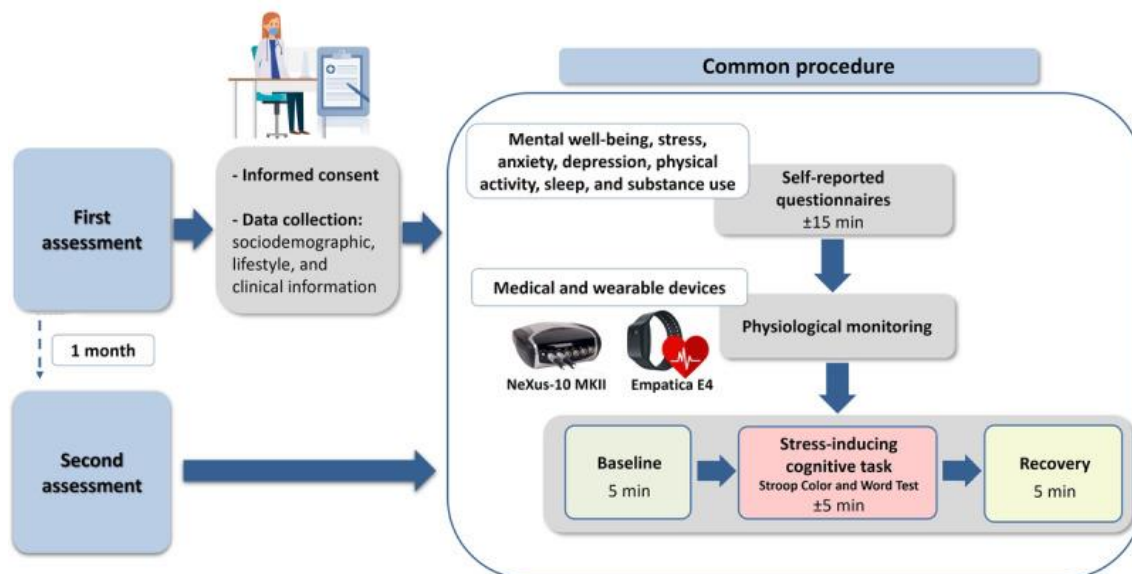 Common procedure
First
assessment
- Informed consent
- Data collection:
sociodemographic,
lifestyle, and
clinical information
1 month
Second
assessment
Mental well-being, stress,
anxiety, depression, physical
activity, sleep, and substance use
Self-reported
questionnaires
±15 min
Medical and wearable devices
NeXus-10 MKII
Empatica E4
Physiological monitoring
Baseline
5 min
Stress-inducing
cognitive task
Stroop Color and Word Test
±5 min
Recovery
5 min